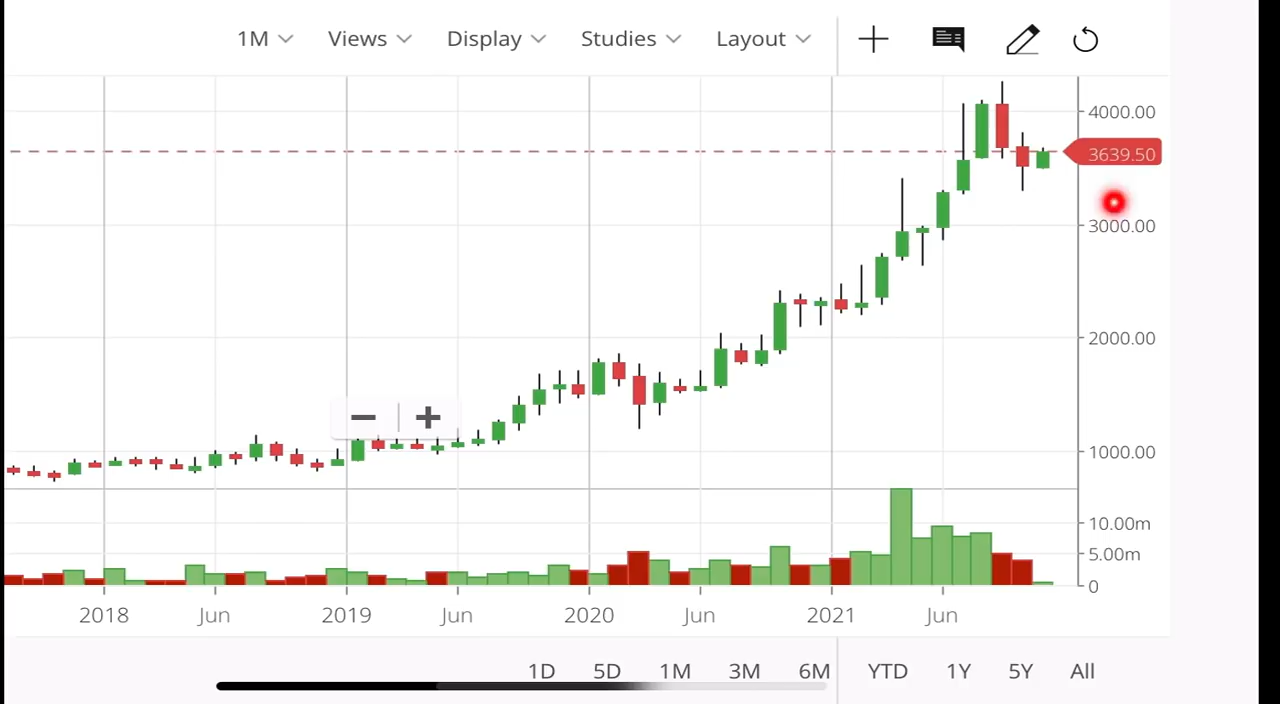 1M Views Display Studies Layout
4000.00
3639.50
3000.00
2000.00
1000.00
10.00m
5.00m
0
2018 Jun 2019 Jun 2020 Jun 2021 Jun
1D 5D 1M 3M 6M YTD 1Y 5Y All